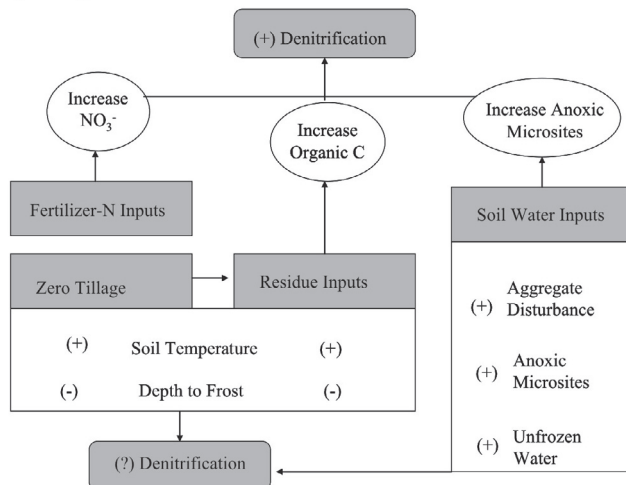 (+) Denitrification
Increase
NO₃⁻
Increase
Organic C
Increase Anoxic
Microsites
Fertilizer-N Inputs
Soil Water Inputs
Zero Tillage
Residue Inputs
(+) Soil Temperature (+)
(-) Depth to Frost (-)
Aggregate
(+) Disturbance
(+) Anoxic
Microsites
(+) Unfrozen
Water
(?) Denitrification